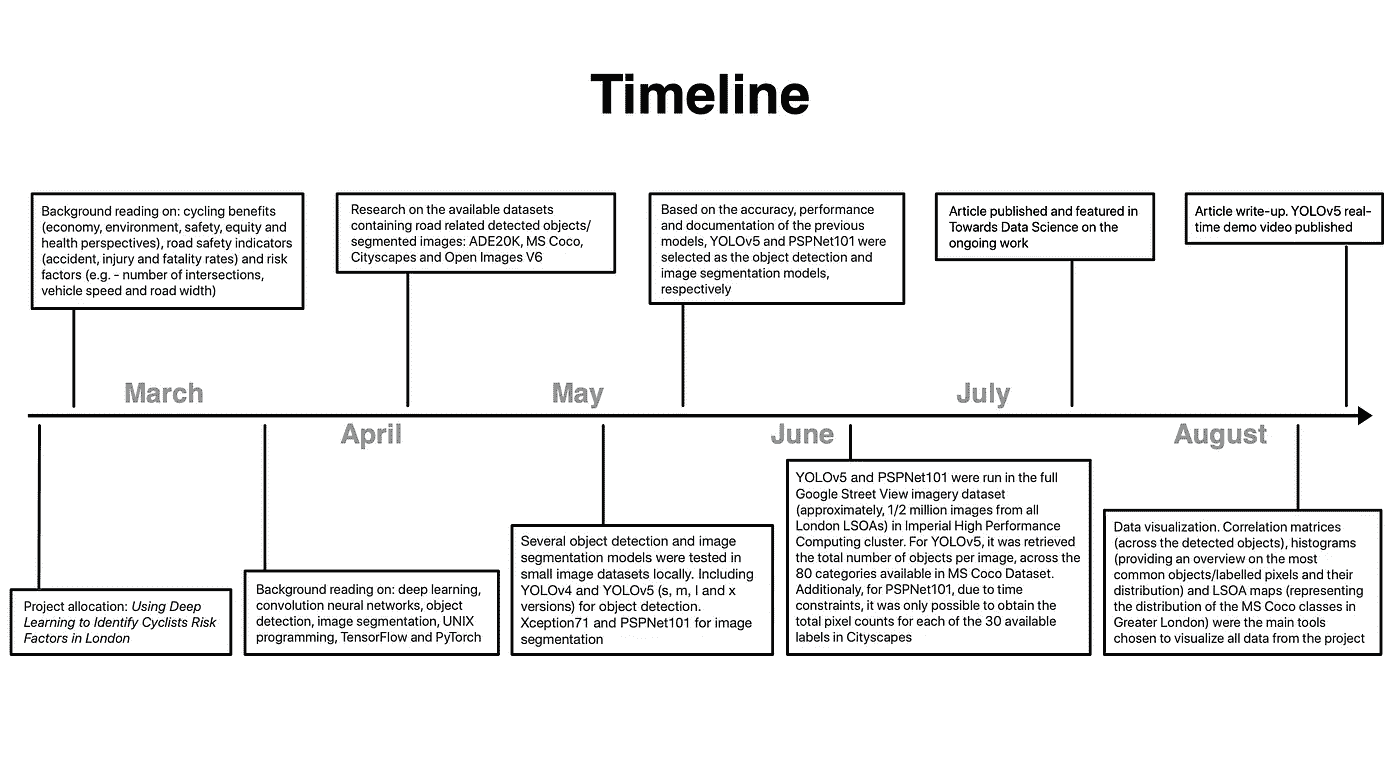 Timeline
Background reading on: cycling benefits
(economy, environment, safety, equity and
health perspectives), road safety indicators
(accident, injury and fatality rates) and risk
factors (e.g. - number of intersections,
vehicle speed and road width)
Research on the available datasets
containing road related detected objects/
segmented images: ADE20K, MS Coco,
Cityscapes and Open Images V6
Based on the accuracy, performance
and documentation of the previous
models, YOLOv5 and PSPNet101 were
selected as the object detection and
image segmentation models,
respectively
Article published and featured in
Towards Data Science on the
ongoing work
Article write-up. YOLOv5 real-
time demo video published
March
May
July
April
June
August
Project allocation: Using Deep
Learning to Identify Cyclists Risk
Factors in London
Background reading on: deep learning,
convolution neural networks, object
detection, image segmentation, UNIX
programming, TensorFlow and PyTorch
Several object detection and image
segmentation models were tested in
small image datasets locally. Including
YOLOv4 and YOLOv5 (s, m, l and x
versions) for object detection.
Xception71 and PSPNet101 for image
segmentation
YOLOv5 and PSPNet101 were run in the full
Google Street View imagery dataset
(approximately, 1/2 million images from all
London LSOAs) in Imperial High Performance
Computing cluster. For YOLOv5, it was retrieved
the total number of objects per image, across the
80 categories available in MS Coco Dataset.
Additionaly, for PSPNet101, due to time
constraints, it was only possible to obtain the
total pixel counts for each of the 30 available
labels in Cityscapes
Data visualization. Correlation matrices
(across the detected objects), histograms
(providing an overview on the most
common objects/labelled pixels and their
distribution) and LSOA maps (representing
the distribution of the MS Coco classes in
Greater London) were the main tools
chosen to visualize all data from the project